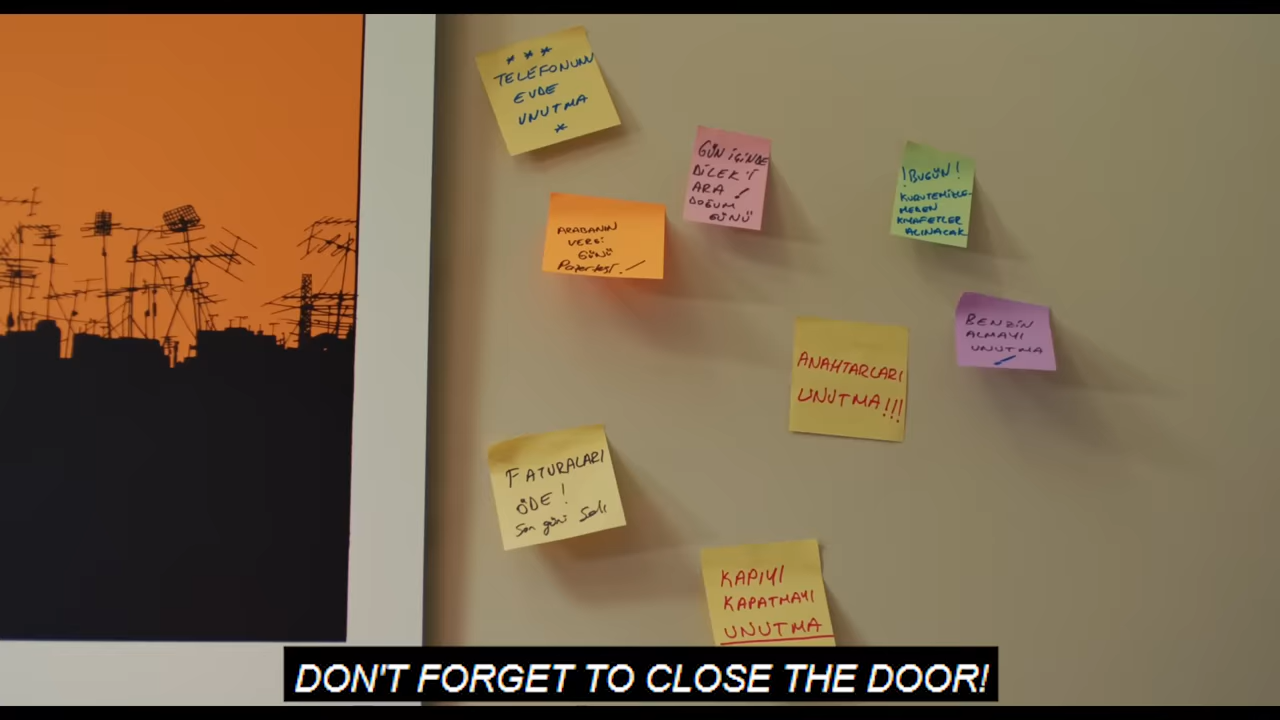 * * *
TELEFONUNU
EVDE
UNUTMA
*
GÜN İÇİNDE
DİLEK'İ
ARA !
DOĞUM
GÜNÜ
! BUGÜN !
KURUTEMİZLE-
MEDEN
KIYAFETLER
ALINACAK
ARABANIN
VERGİ
GÜNÜ
Pazartesi !
BENZİN
ALMAYI
UNUTMA
ANAHTARLARI
UNUTMA!!!
FATURALARI
ÖDE !
Son günü Salı
KAPIYI
KAPATMAYI
UNUTMA
DON'T FORGET TO CLOSE THE DOOR!